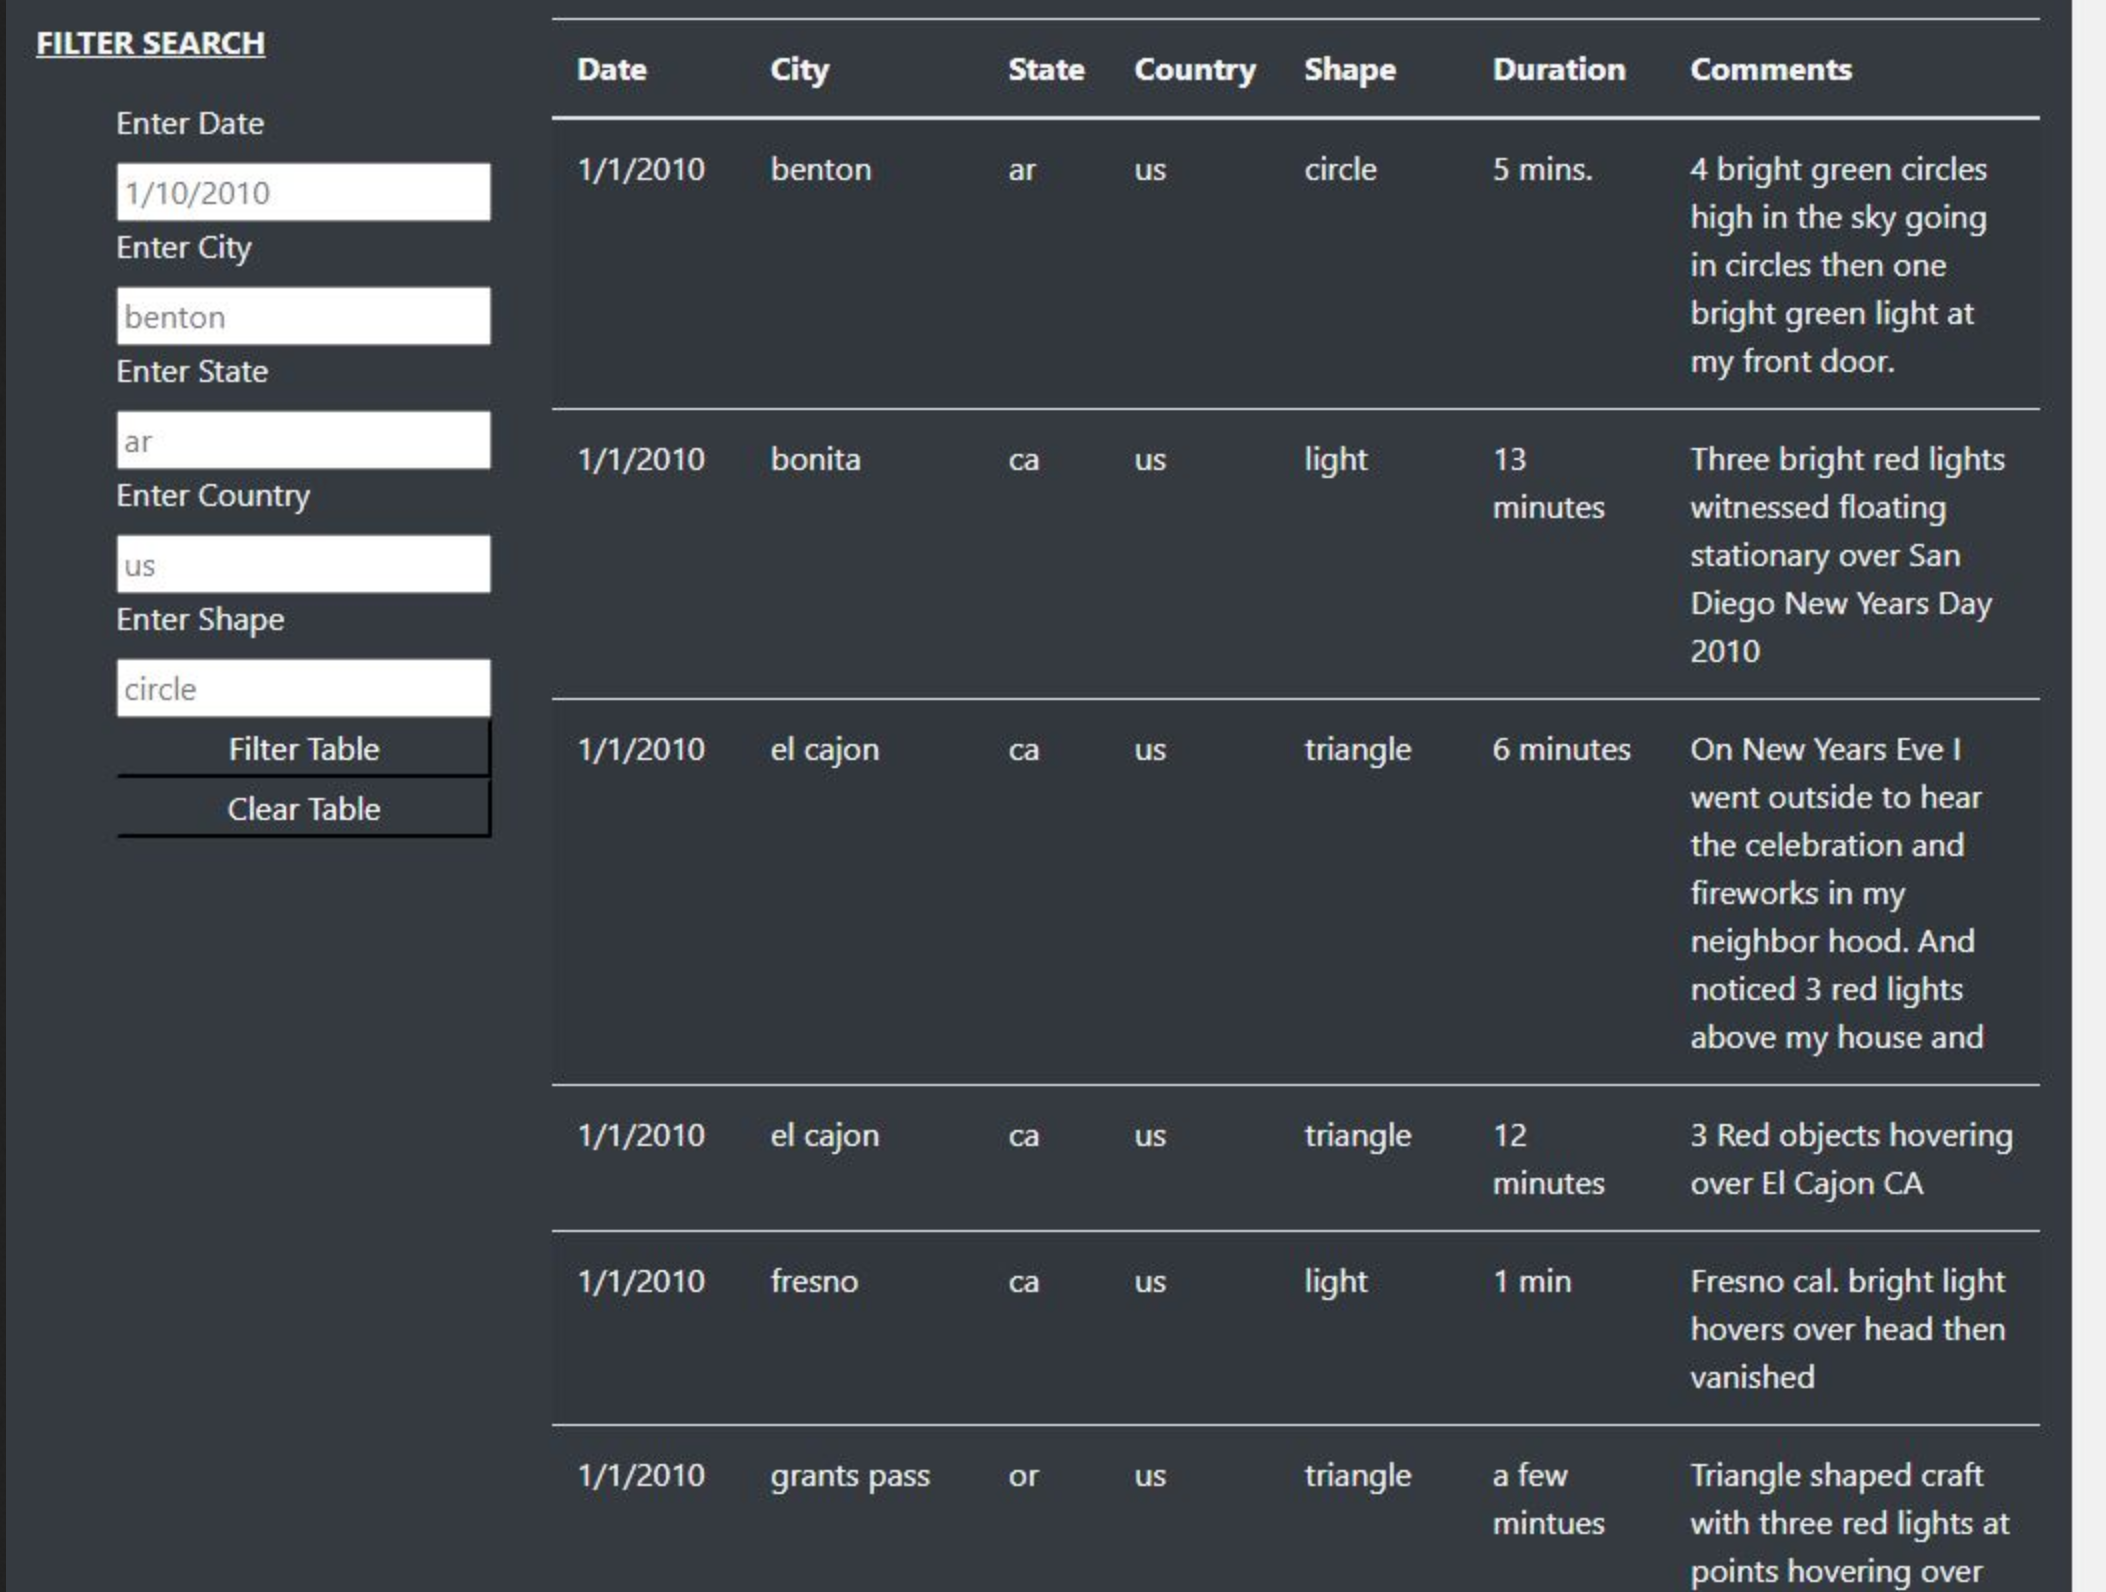 FILTER SEARCH
Enter Date
1/10/2010
Enter City
benton
Enter State
ar
Enter Country
us
Enter Shape
circle
Filter Table
Clear Table
Date City State Country Shape Duration Comments
1/1/2010 benton ar us circle 5 mins. 4 bright green circles
high in the sky going
in circles then one
bright green light at
my front door.
1/1/2010 bonita ca us light 13 Three bright red lights
minutes witnessed floating
stationary over San
Diego New Years Day
2010
1/1/2010 el cajon ca us triangle 6 minutes On New Years Eve I
went outside to hear
the celebration and
fireworks in my
neighbor hood. And
noticed 3 red lights
above my house and
1/1/2010 el cajon ca us triangle 12 3 Red objects hovering
minutes over El Cajon CA
1/1/2010 fresno ca us light 1 min Fresno cal. bright light
hovers over head then
vanished
1/1/2010 grants pass or us triangle a few Triangle shaped craft
mintues with three red lights at
points hovering over